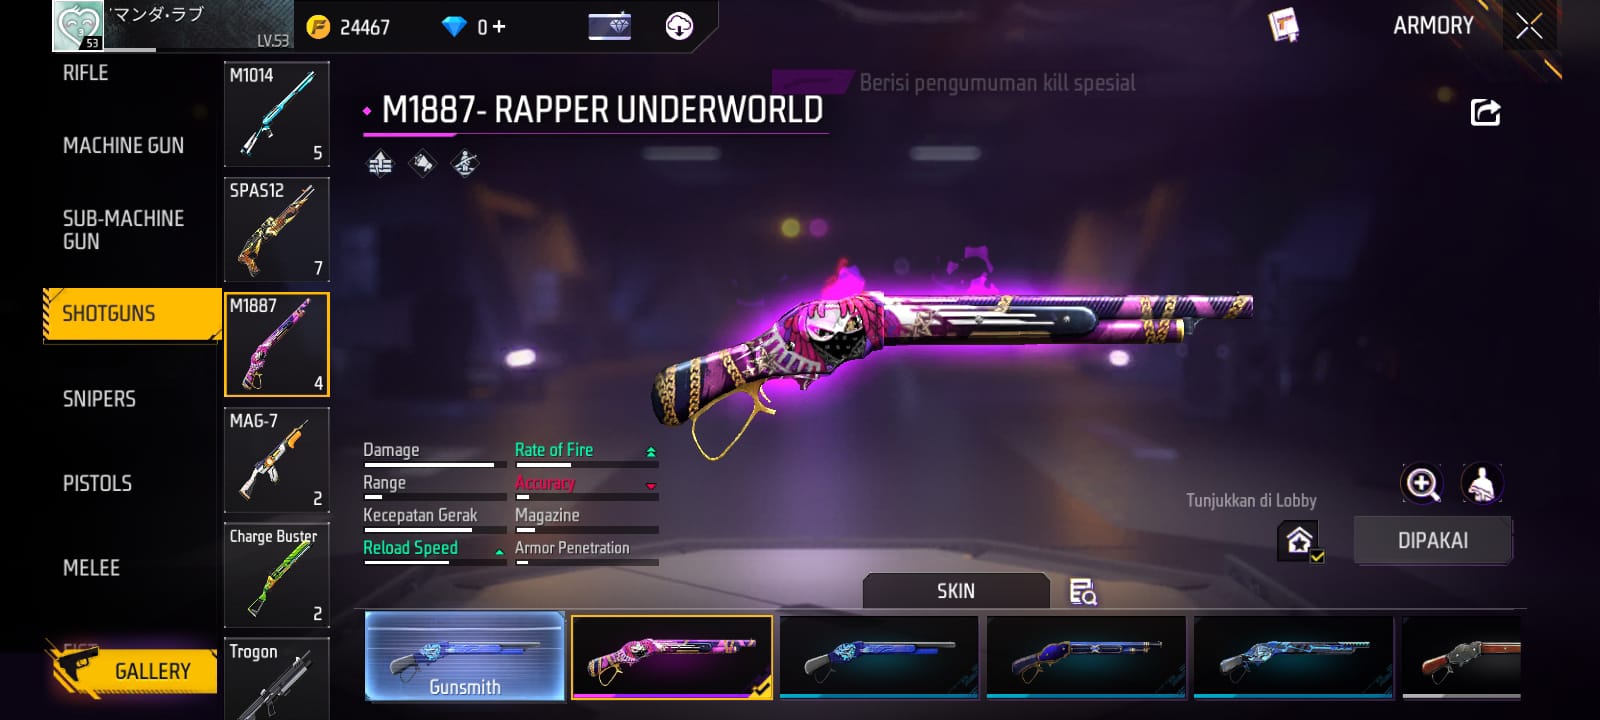 'マンダ•ラブ
53
LV.53
24467
0+
ARMORY
RIFLE
MACHINE GUN
SUB-MACHINE
GUN
SHOTGUNS
SNIPERS
PISTOLS
MELEE
FIST
GALLERY
M1014
5
SPAS12
7
M1887
4
MAG-7
2
Charge Buster
2
Trogon
Berisi pengumuman kill spesial
M1887- RAPPER UNDERWORLD
Damage
Rate of Fire
Range
Accuracy
Kecepatan Gerak
Magazine
Reload Speed
Armor Penetration
Tunjukkan di Lobby
DIPAKAI
SKIN
Gunsmith